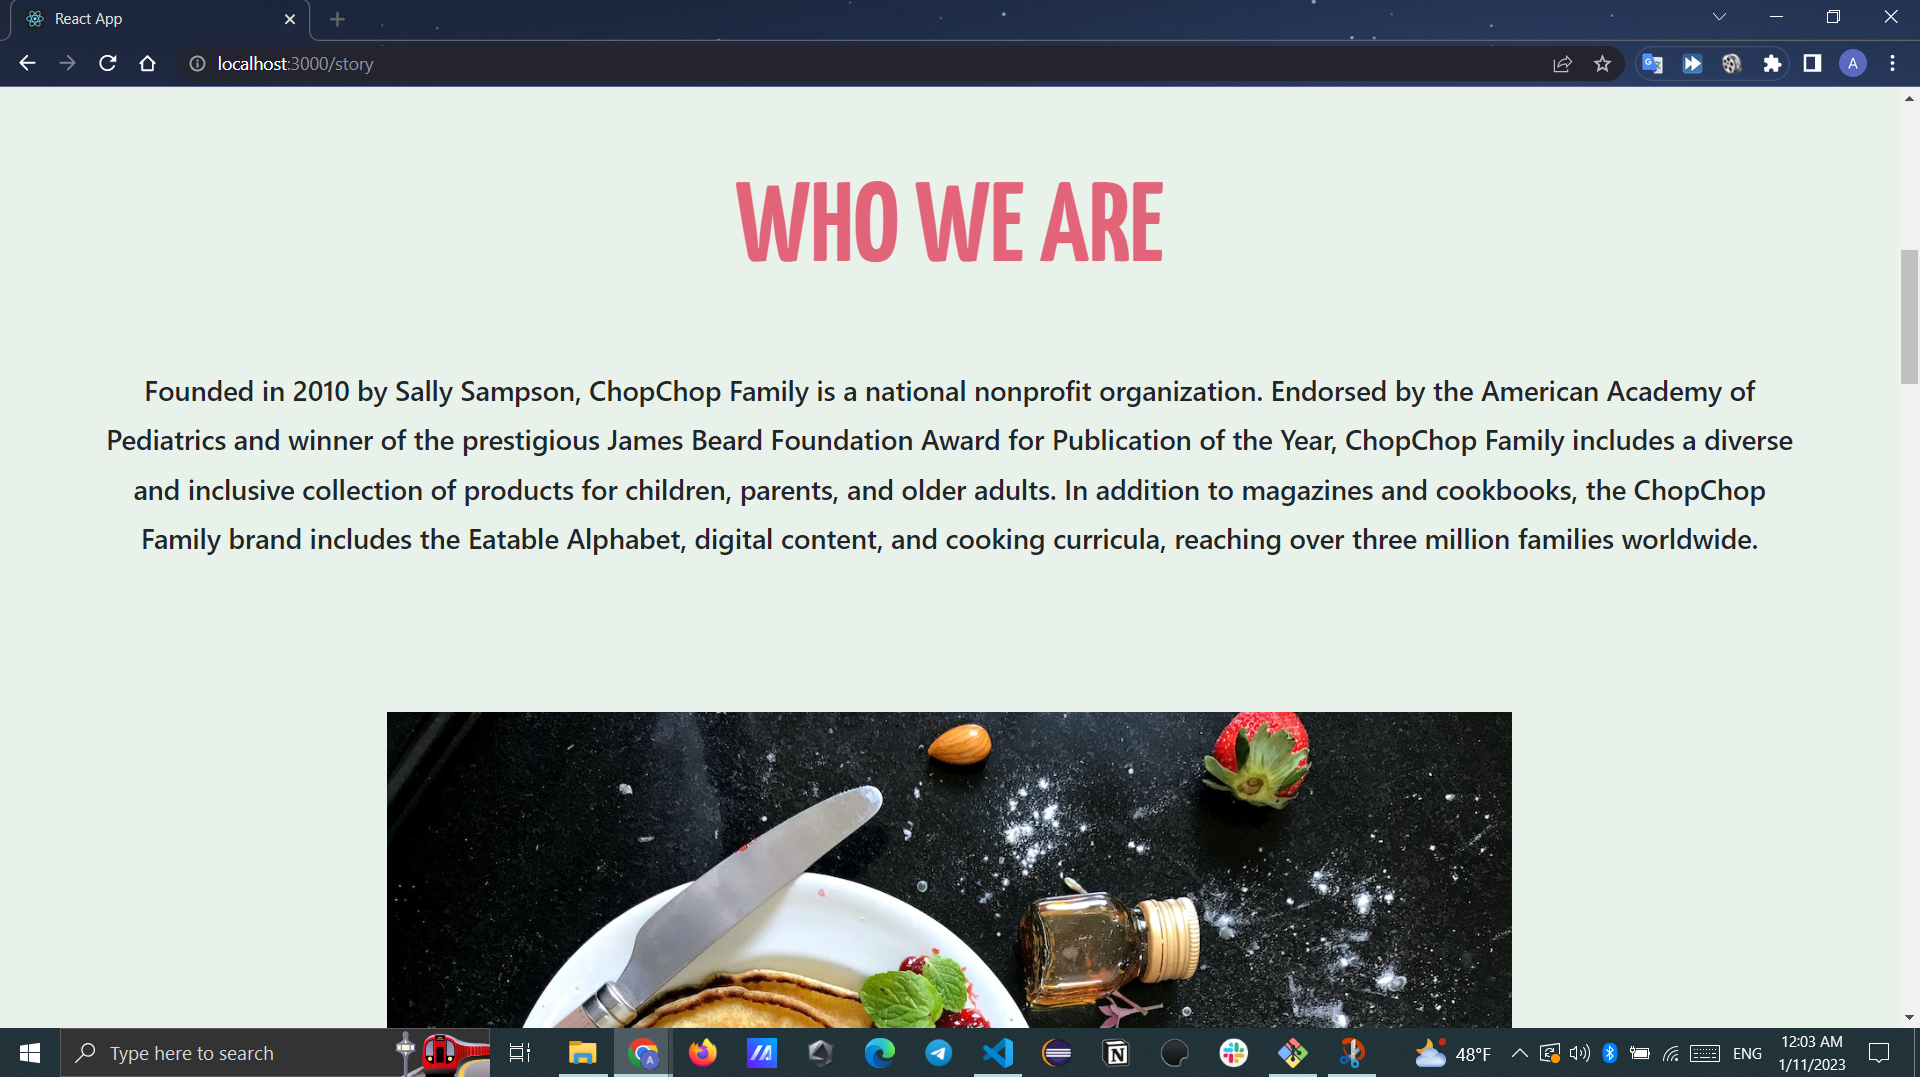 React App
localhost:3000/story
A
WHO WE ARE
Founded in 2010 by Sally Sampson, ChopChop Family is a national nonprofit organization. Endorsed by the American Academy of
Pediatrics and winner of the prestigious James Beard Foundation Award for Publication of the Year, ChopChop Family includes a diverse
and inclusive collection of products for children, parents, and older adults. In addition to magazines and cookbooks, the ChopChop
Family brand includes the Eatable Alphabet, digital content, and cooking curricula, reaching over three million families worldwide.
Type here to search
48°F
ENG
12:03 AM
1/11/2023